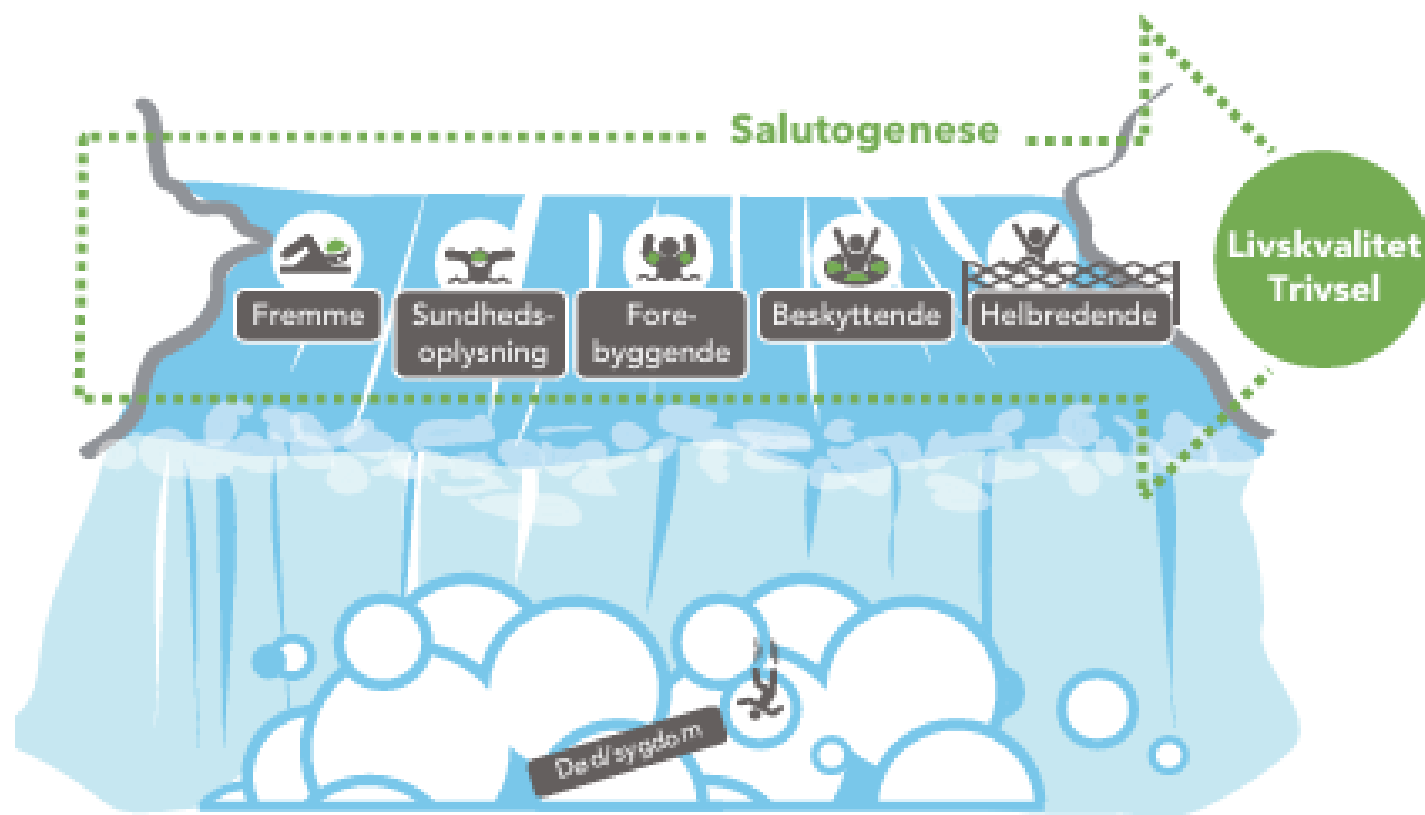 Salutogenese
Livskvalitet
Trivsel
Fremme
Sundheds-
oplysning
Fore-
byggende
Beskyttende
Helbredende
Død/sygdom